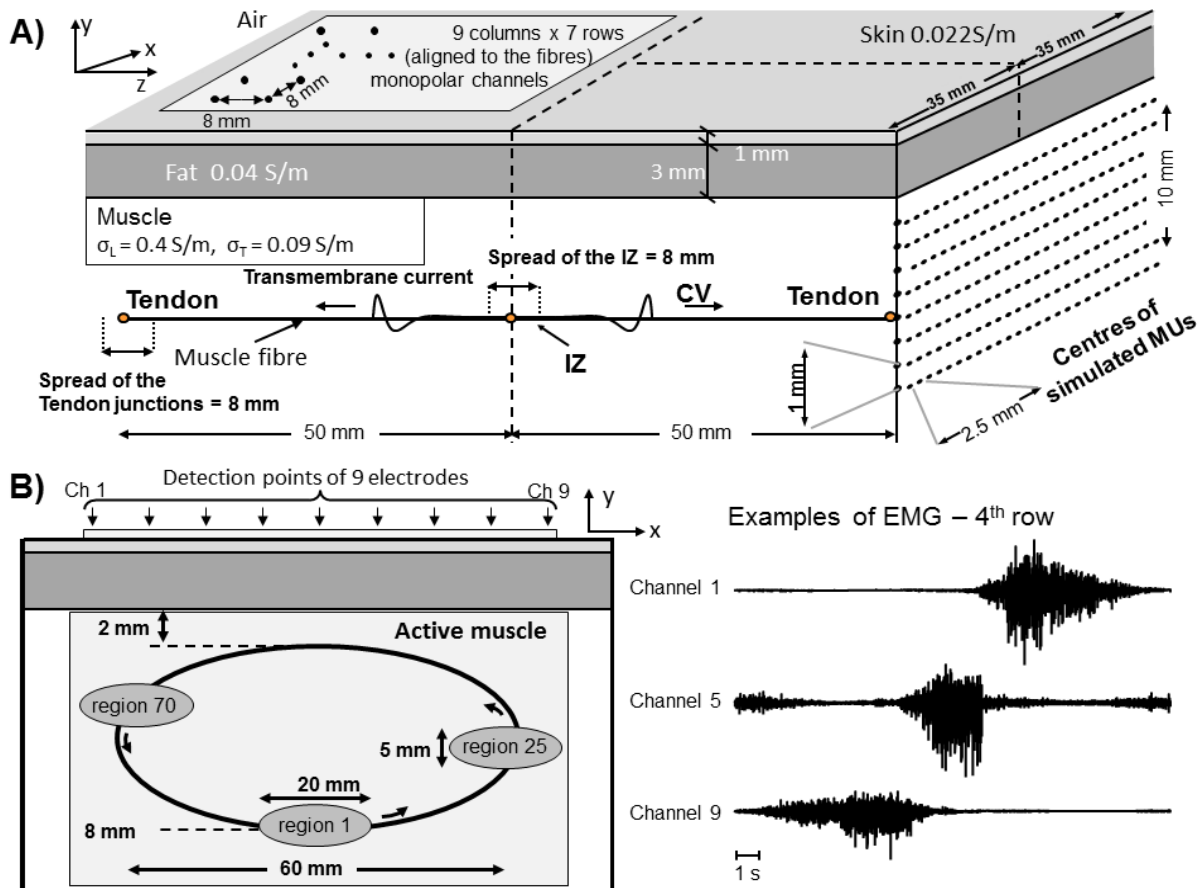 A)
y
x
z
Air
9 columns x 7 rows
(aligned to the fibres)
monopolar channels
8 mm
8 mm
Skin 0.022S/m
35 mm
35 mm
Fat 0.04 S/m
1 mm
3 mm
10 mm
Muscle
σL = 0.4 S/m, σT = 0.09 S/m
Transmembrane current
Spread of the IZ = 8 mm
Tendon
CV
Tendon
Muscle fibre
IZ
Spread of the
Tendon junctions = 8 mm
1 mm
Centres of
simulated MUs
2.5 mm
50 mm
50 mm
B)
Detection points of 9 electrodes
Ch 1
Ch 9
y
x
2 mm
Active muscle
region 70
5 mm
region 25
20 mm
region 1
8 mm
60 mm
Examples of EMG – 4th row
Channel 1
Channel 5
Channel 9
1 s